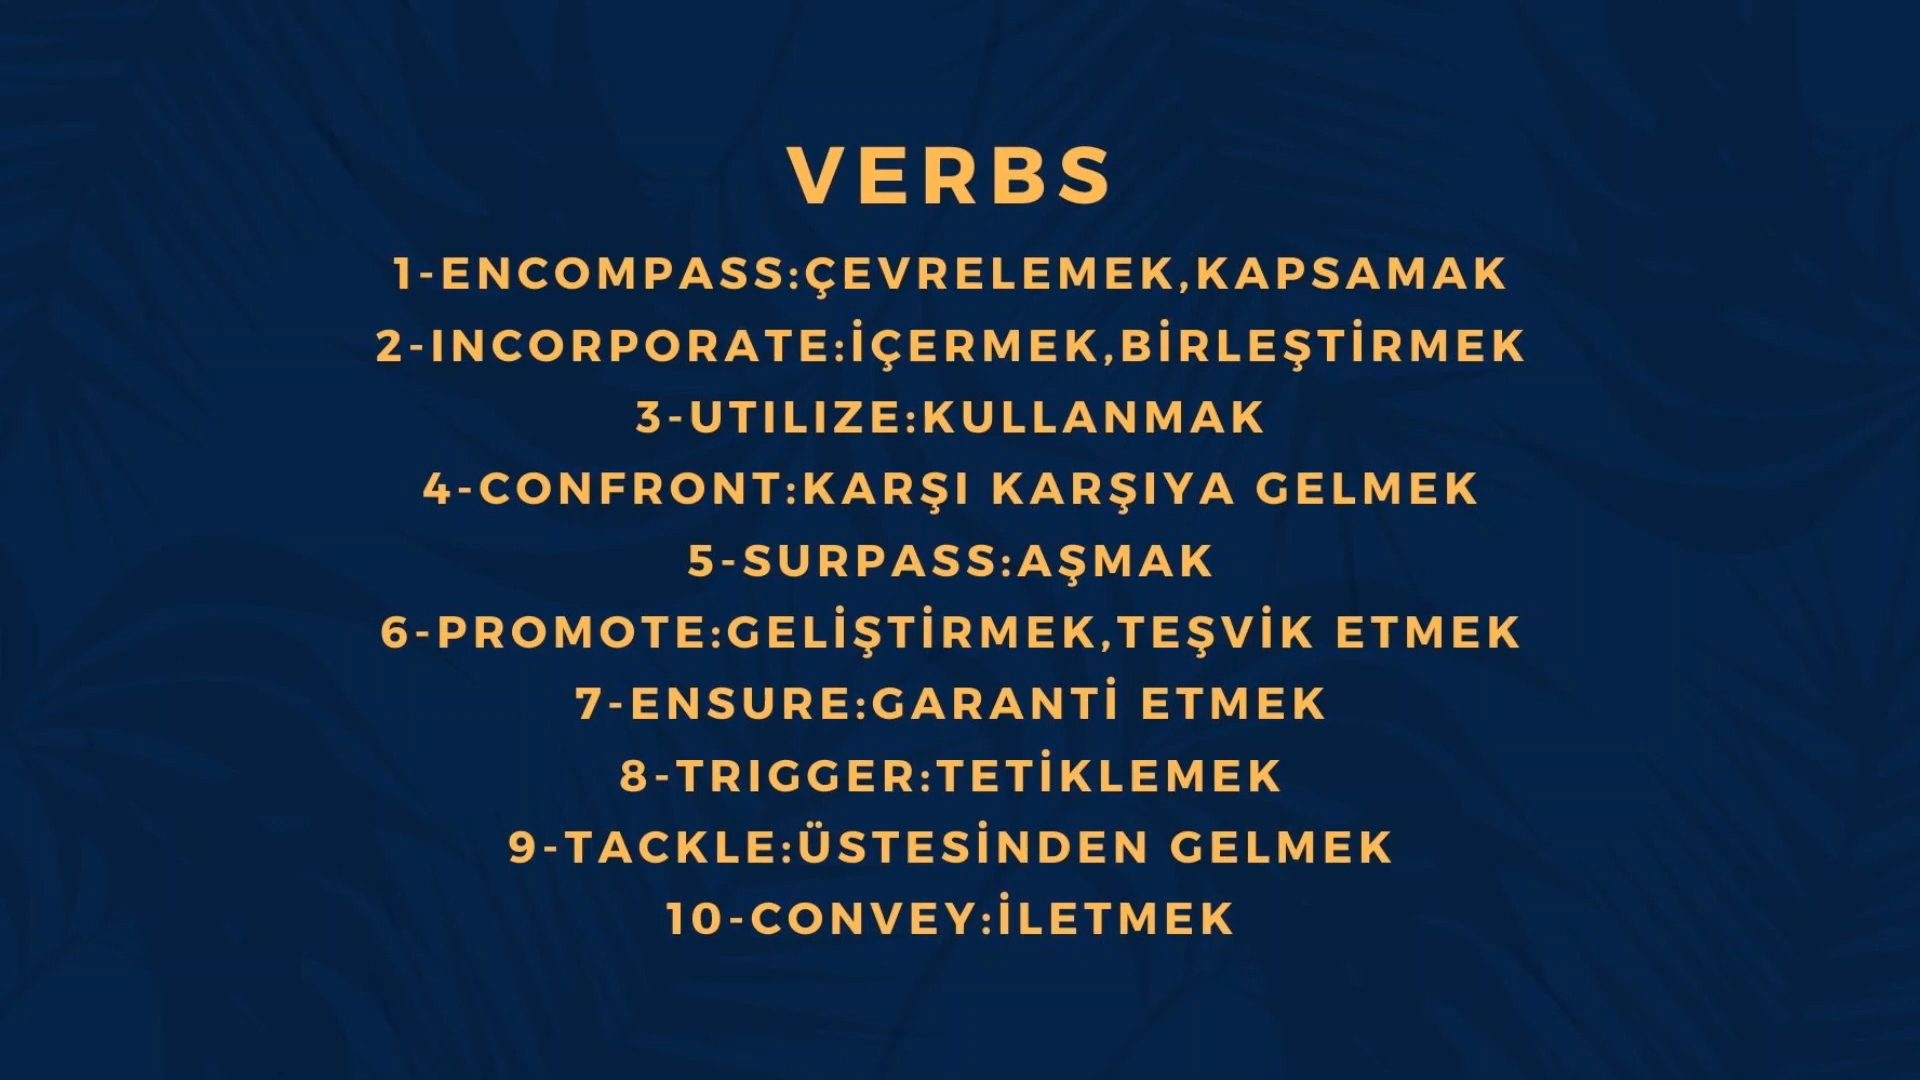 VERBS
1-ENCOMPASS:ÇEVRELEMEK,KAPSAMAK
2-INCORPORATE:İÇERMEK,BİRLEŞTİRMEK
3-UTILIZE:KULLANMAK
4-CONFRONT:KARŞI KARŞIYA GELMEK
5-SURPASS:AŞMAK
6-PROMOTE:GELİŞTİRMEK,TEŞVİK ETMEK
7-ENSURE:GARANTİ ETMEK
8-TRIGGER:TETİKLEMEK
9-TACKLE:ÜSTESİNDEN GELMEK
10-CONVEY:İLETMEK